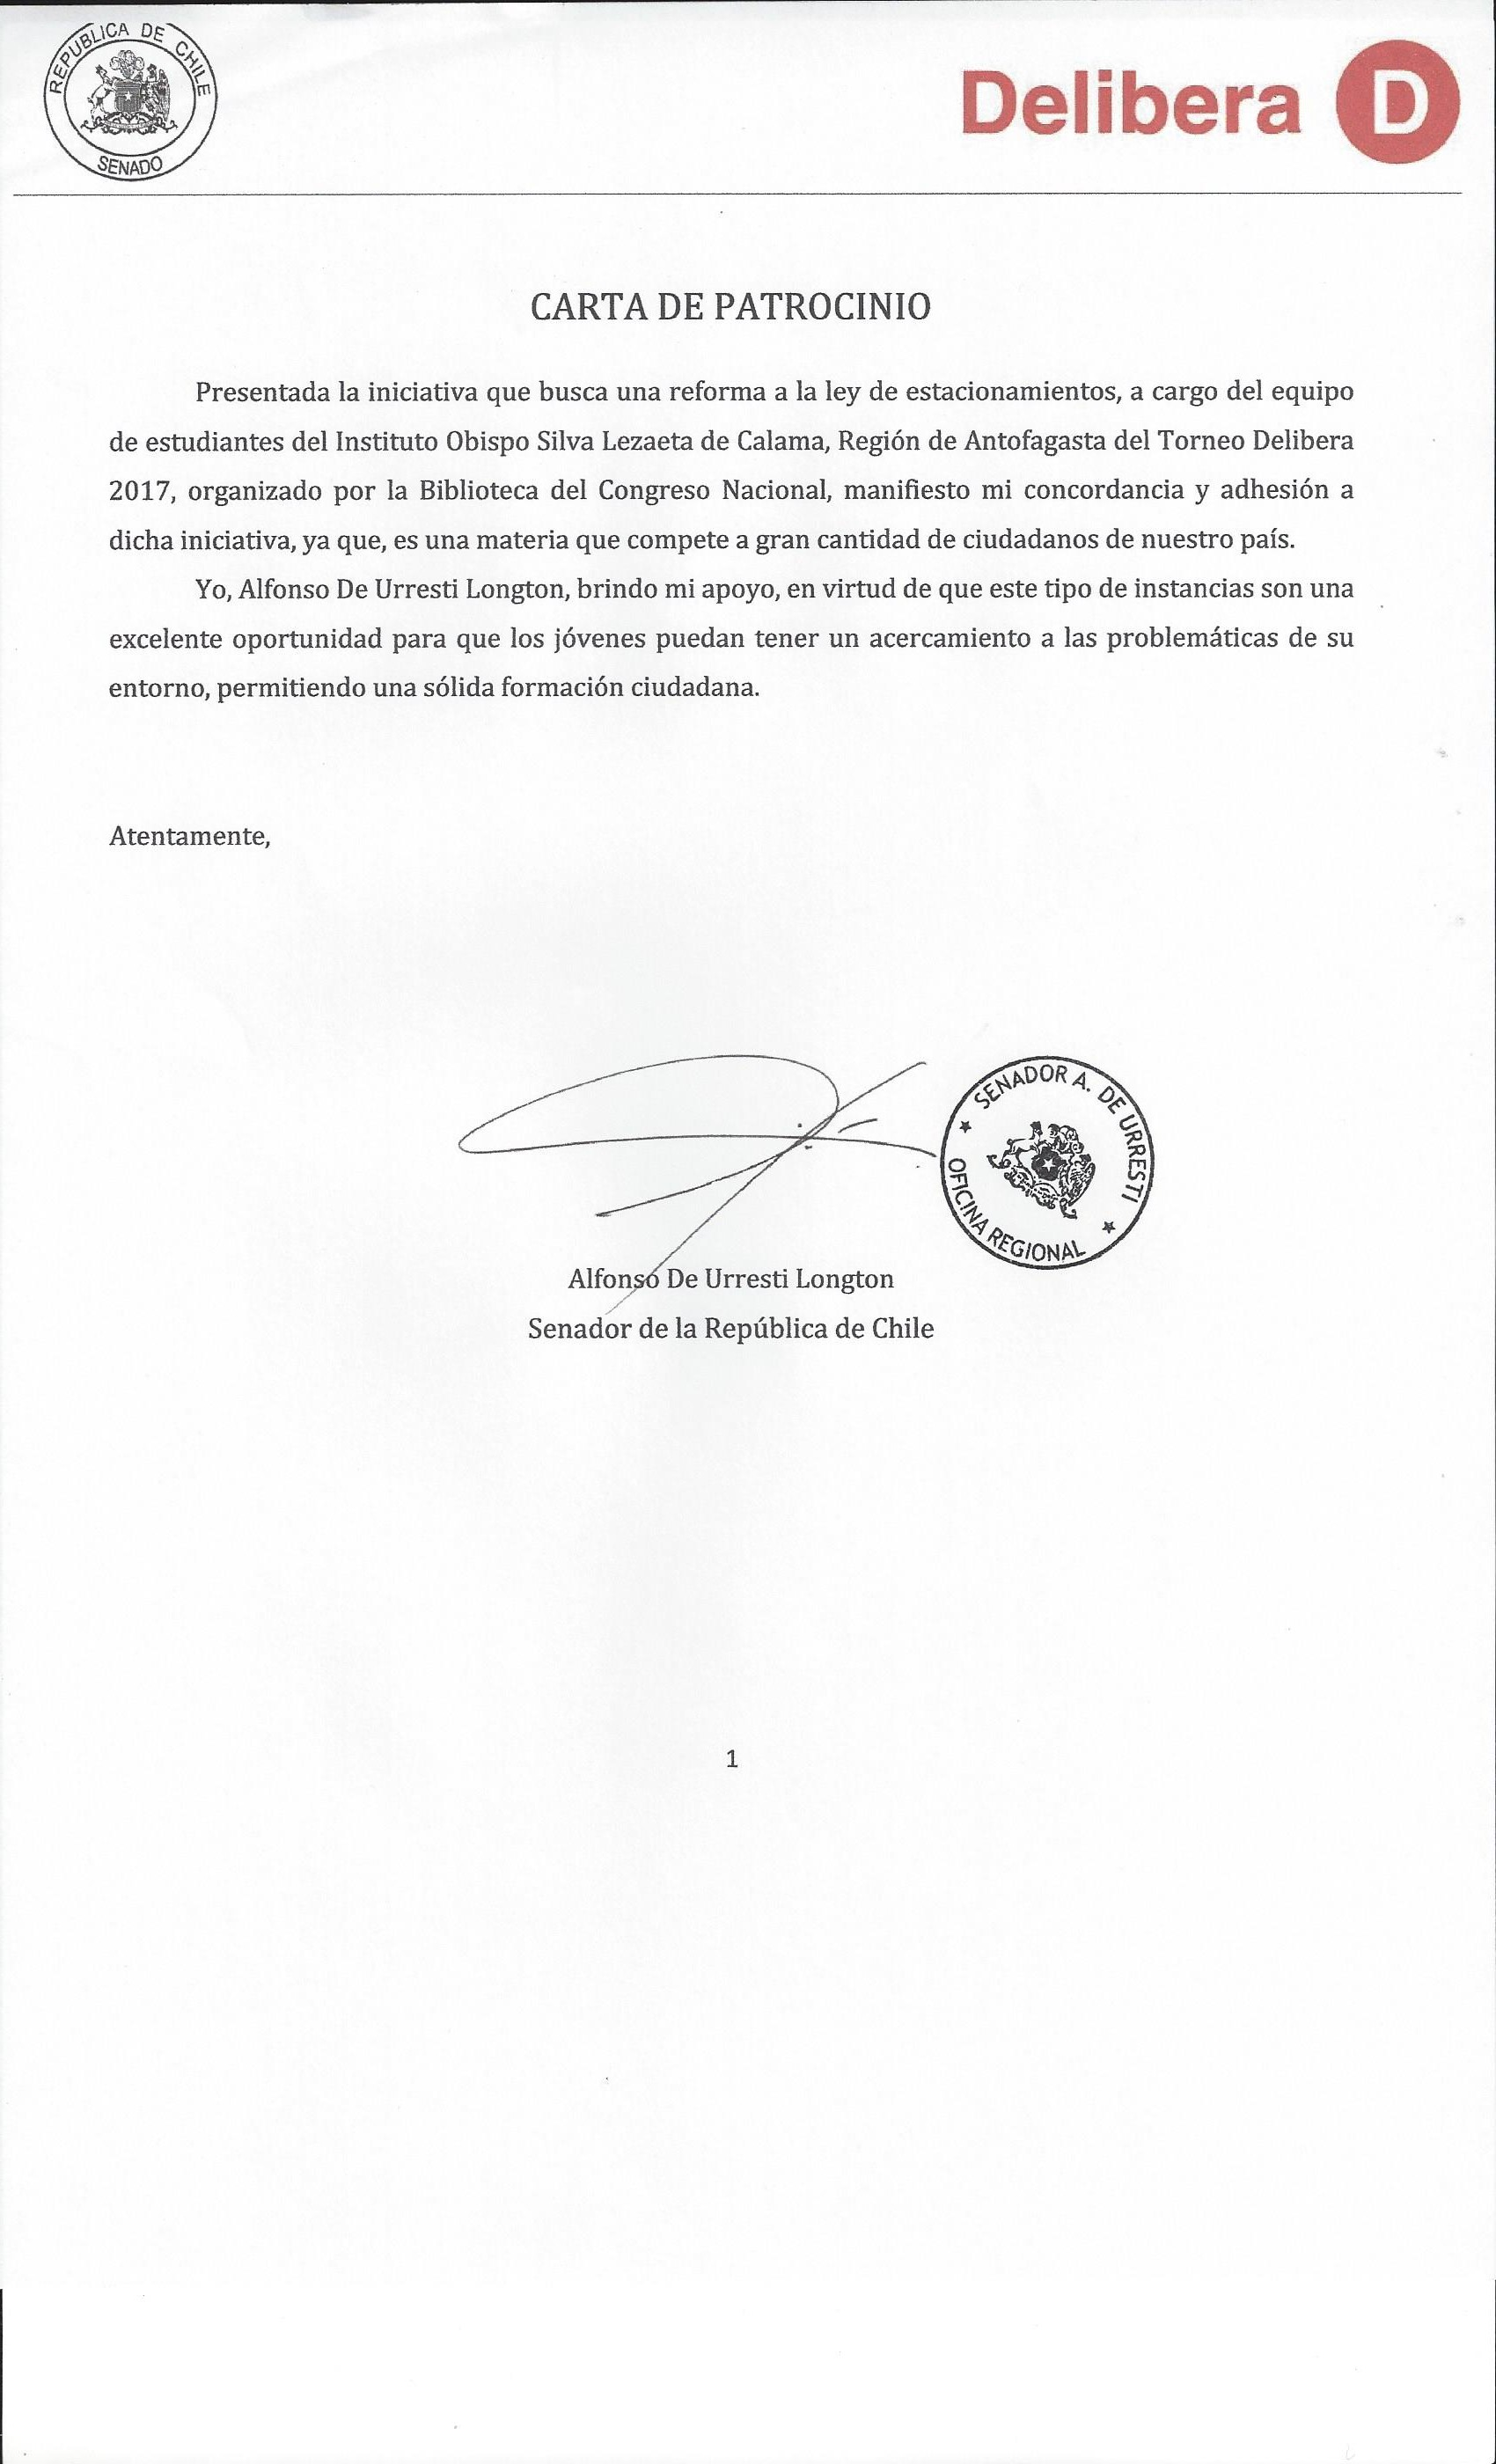 REPUBLICA DE CHILE
SENADO
Delibera D
CARTA DE PATROCINIO
Presentada la iniciativa que busca una reforma a la ley de estacionamientos, a cargo del equipo
de estudiantes del Instituto Obispo Silva Lezaeta de Calama, Región de Antofagasta del Torneo Delibera
2017, organizado por la Biblioteca del Congreso Nacional, manifiesto mi concordancia y adhesión a
dicha iniciativa, ya que, es una materia que compete a gran cantidad de ciudadanos de nuestro país.
Yo, Alfonso De Urresti Longton, brindo mi apoyo, en virtud de que este tipo de instancias son una
excelente oportunidad para que los jóvenes puedan tener un acercamiento a las problemáticas de su
entorno, permitiendo una sólida formación ciudadana.
Atentamente,
SENADOR A. DE URRESTI
OFICINA REGIONAL
Alfonso De Urresti Longton
Senador de la República de Chile
1